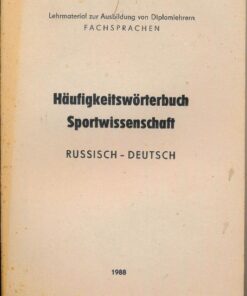 Lehrmaterial zur Ausbildung von Diplomlehrern
FACHSPRACHEN
Häufigkeitswörterbuch
Sportwissenschaft
RUSSISCH – DEUTSCH
1988